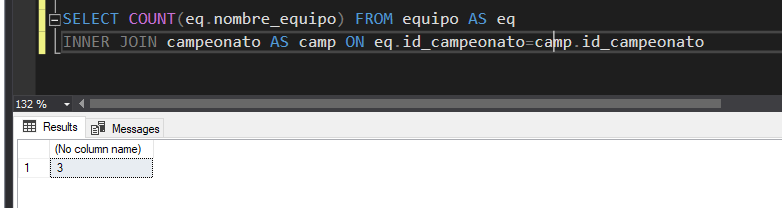 SELECT COUNT(eq.nombre_equipo) FROM equipo AS eq
INNER JOIN campeonato AS camp ON eq.id_campeonato=camp.id_campeonato
132 %
Results Messages
(No column name)
1 3